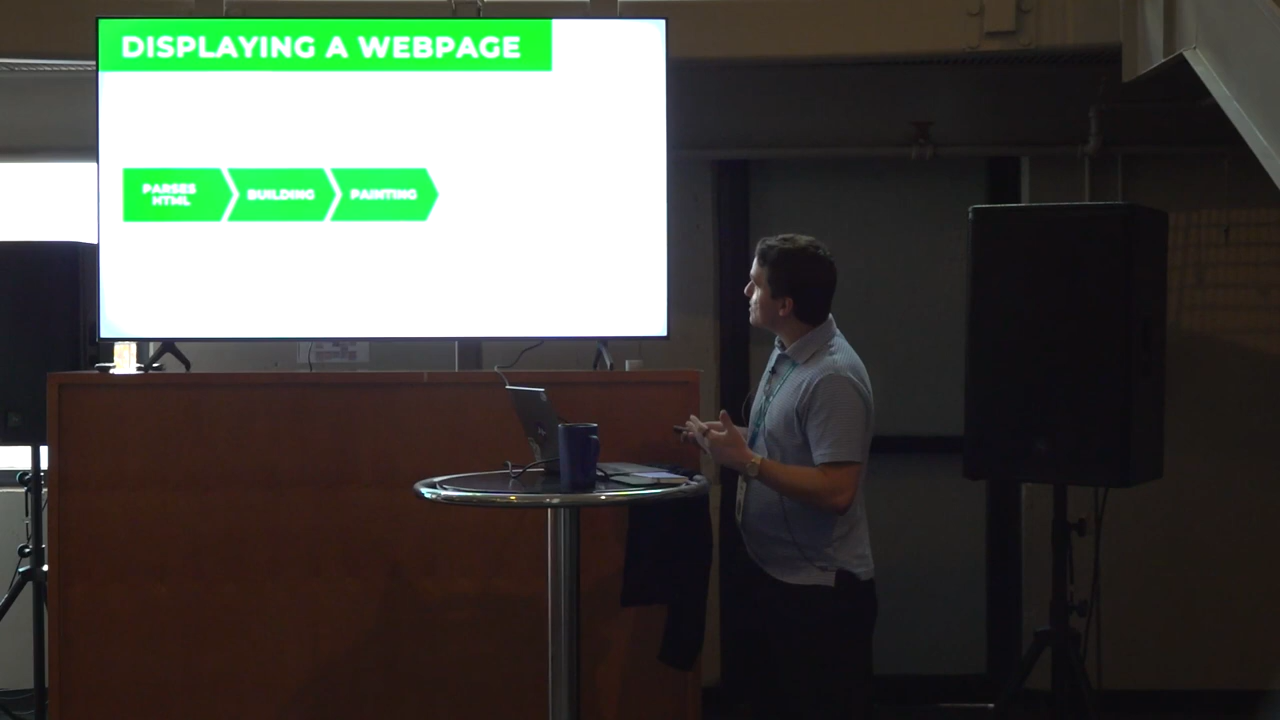 DISPLAYING A WEBPAGE
PARSES
HTML
BUILDING
PAINTING